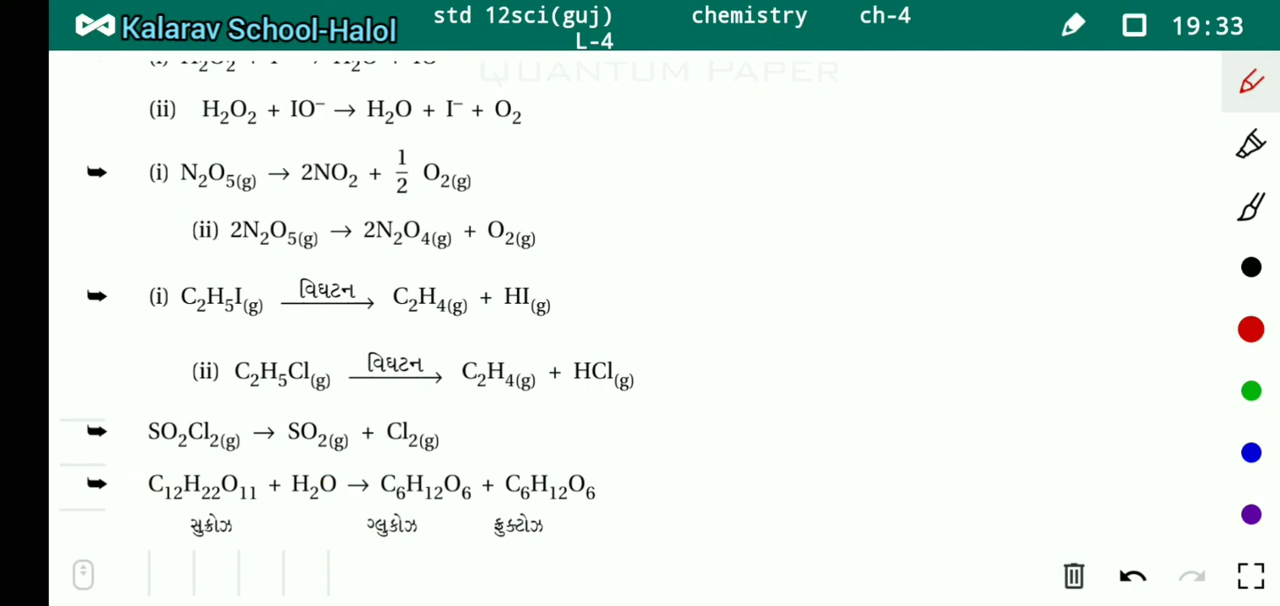 Kalarav School-Halol std 12sci(guj) chemistry ch-4 19:33
L-4
QUANTUM PAPER
(ii) H₂O₂ + IO⁻ → H₂O + I⁻ + O₂
➥ (i) N₂O₅(g) → 2NO₂ + 1/2 O₂(g)
(ii) 2N₂O₅(g) → 2N₂O₄(g) + O₂(g)
➥ (i) C₂H₅I(g) વિઘટન → C₂H₄(g) + HI(g)
(ii) C₂H₅Cl(g) વિઘટન → C₂H₄(g) + HCl(g)
➥ SO₂Cl₂(g) → SO₂(g) + Cl₂(g)
➥ C₁₂H₂₂O₁₁ + H₂O → C₆H₁₂O₆ + C₆H₁₂O₆
સુક્રોઝ ગ્લુકોઝ ફ્રુક્ટોઝ